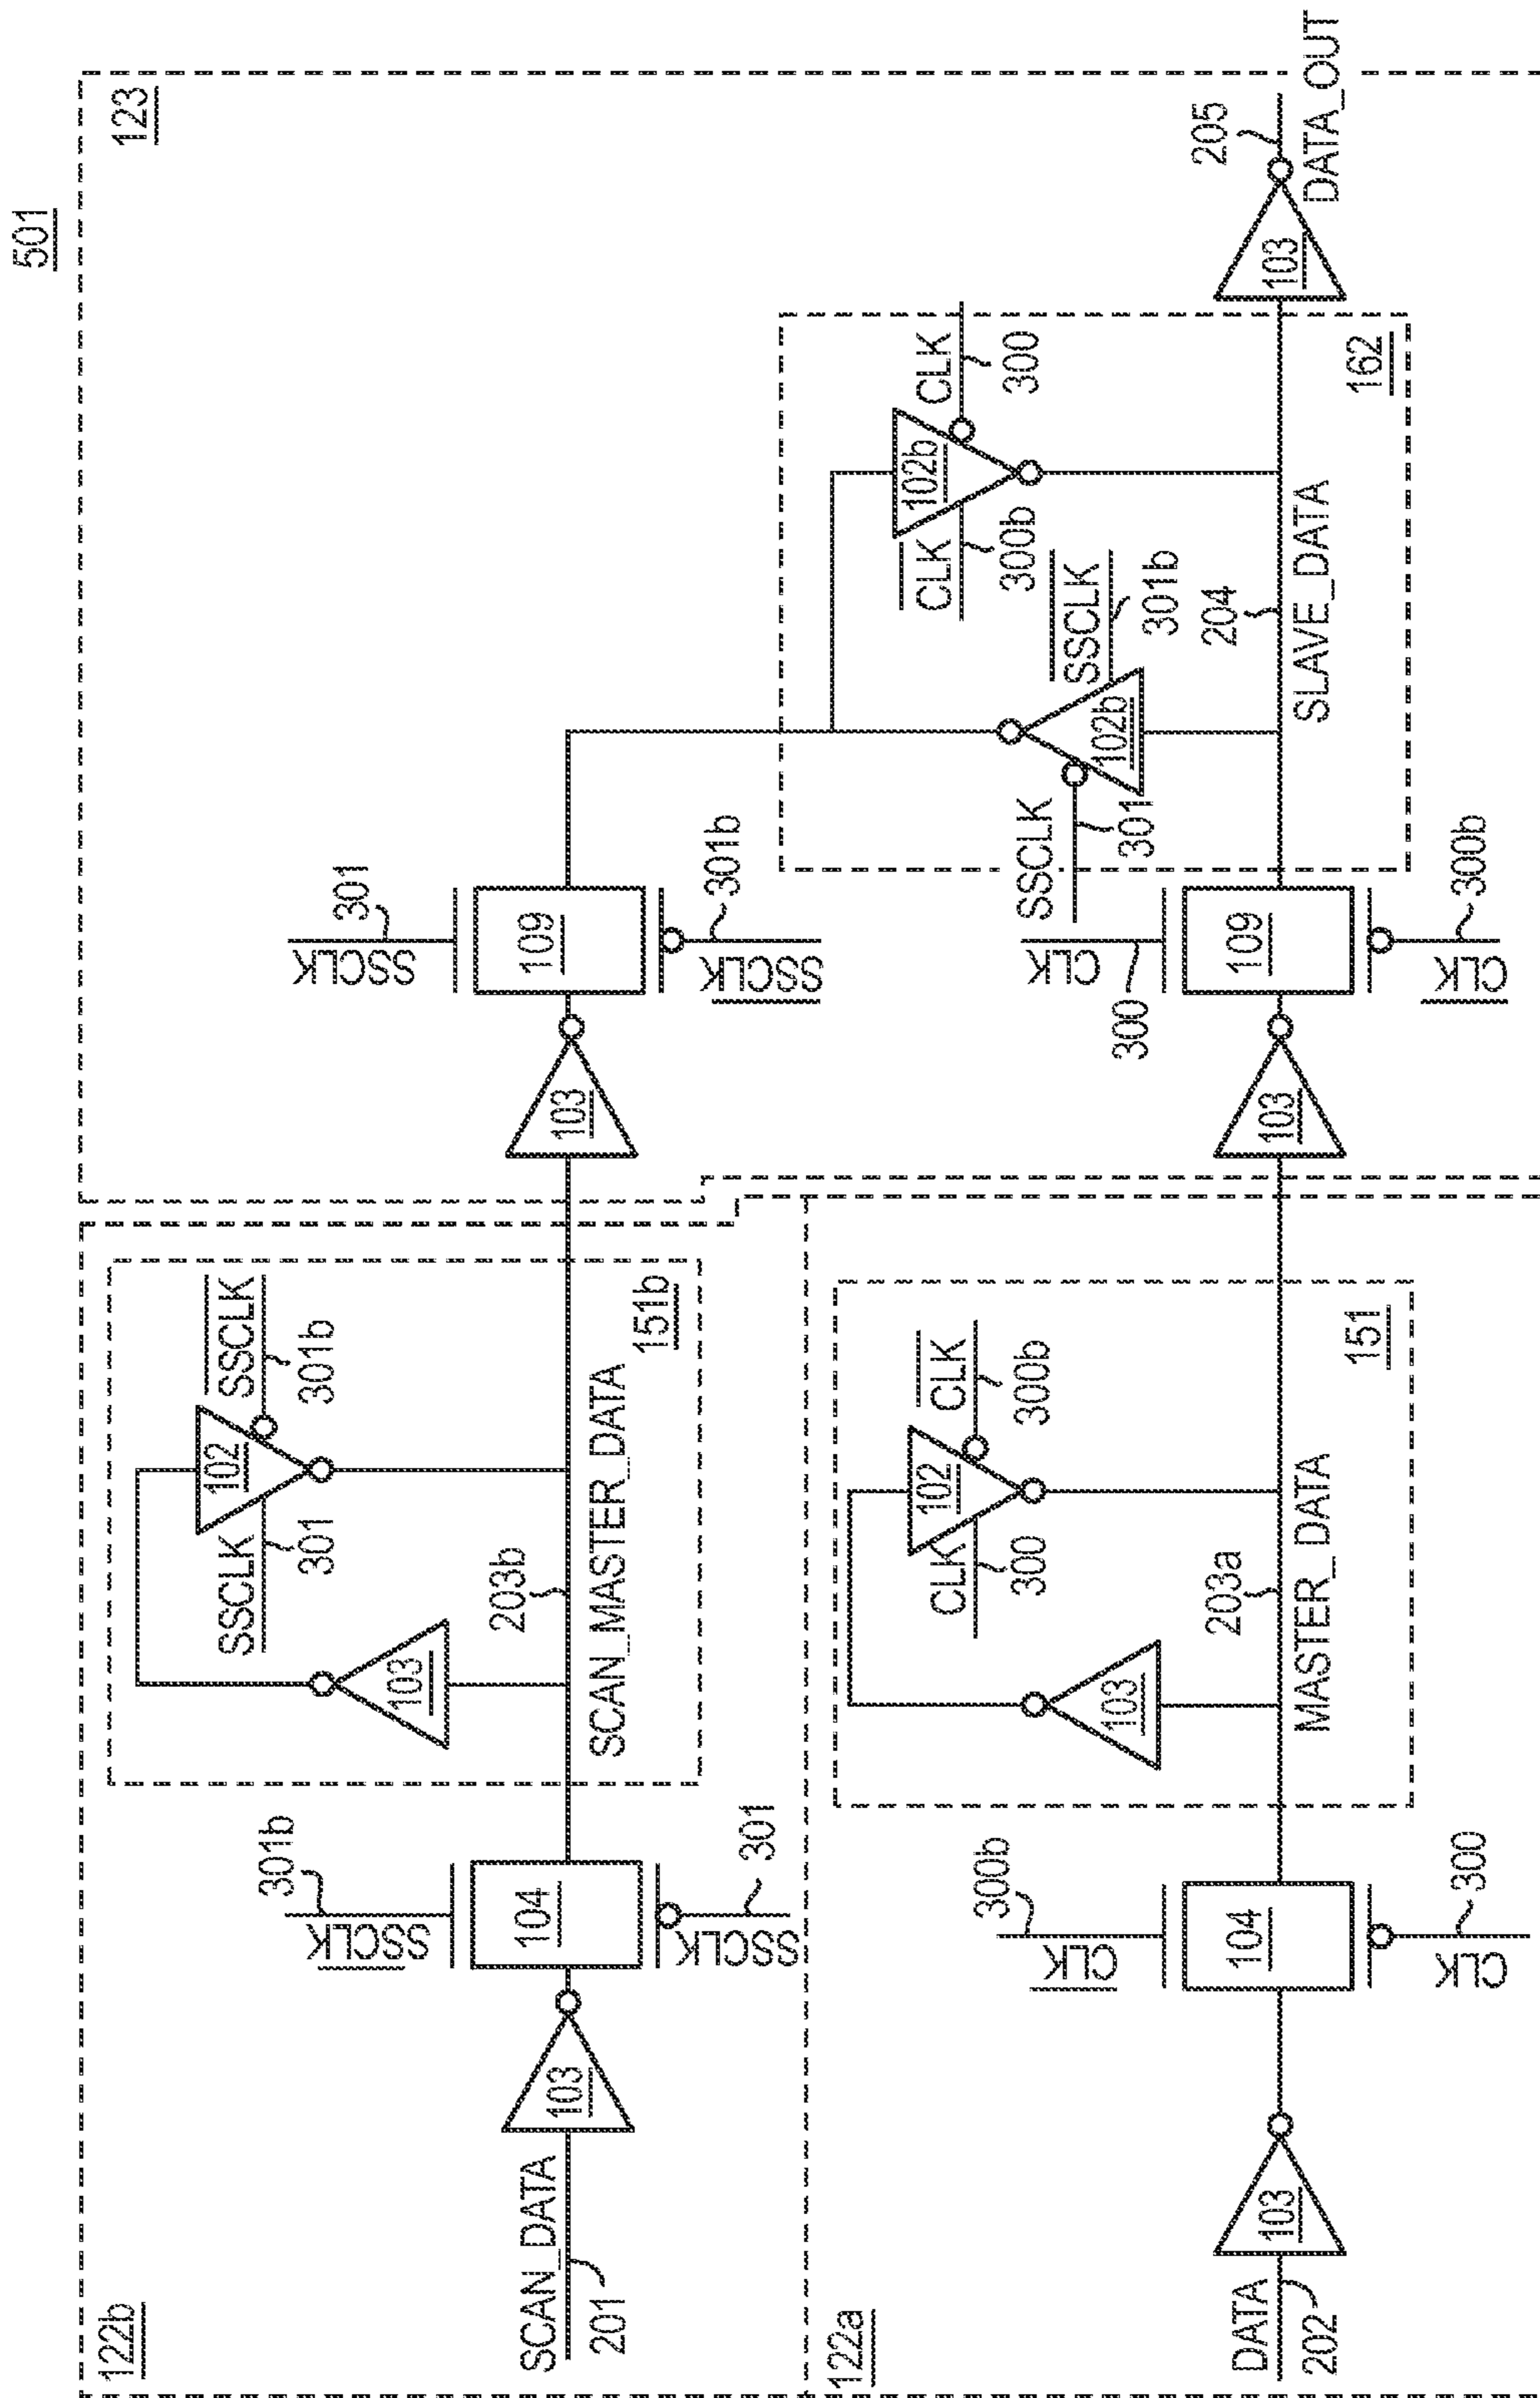 501
122b
SCAN_DATA
201
103
SSCLK
301b
104
SSCLK
301
103
SSCLK
301
102
SSCLK
301b
203b
SCAN_MASTER_DATA
151b
123
103
SSCLK
301
109
SSCLK
301b
122a
DATA
202
103
CLK
300b
104
CLK
300
103
CLK
300
102
CLK
300b
203a
MASTER_DATA
151
103
CLK
300
109
CLK
300b
SSCLK
301
102b
SSCLK
301b
CLK
300b
102b
CLK
300
204
SLAVE_DATA
162
103
205
DATA_OUT